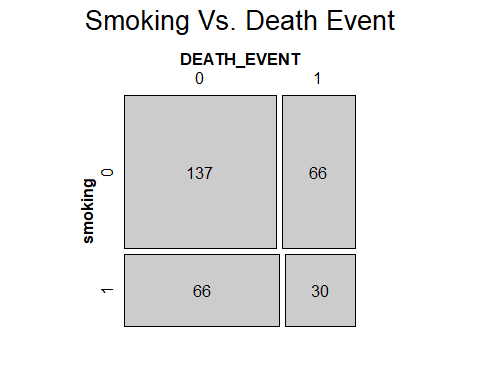 Smoking Vs. Death Event
DEATH_EVENT
0 1
smoking
0
137 66
1
66 30